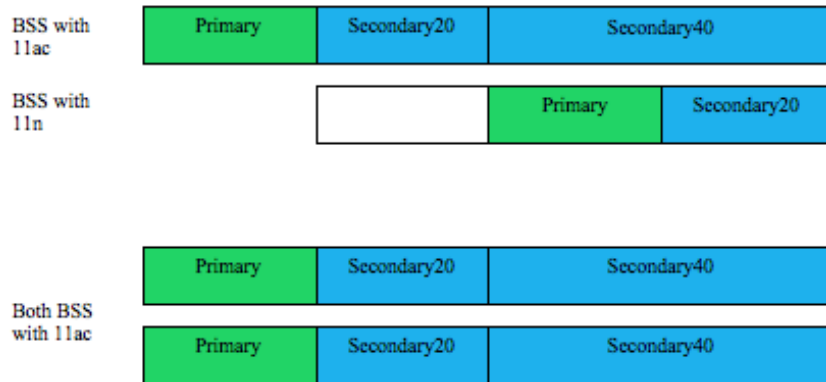 BSS with 11ac
Primary Secondary20 Secondary40
BSS with 11n
Primary Secondary20
Primary Secondary20 Secondary40
Both BSS with 11ac
Primary Secondary20 Secondary40